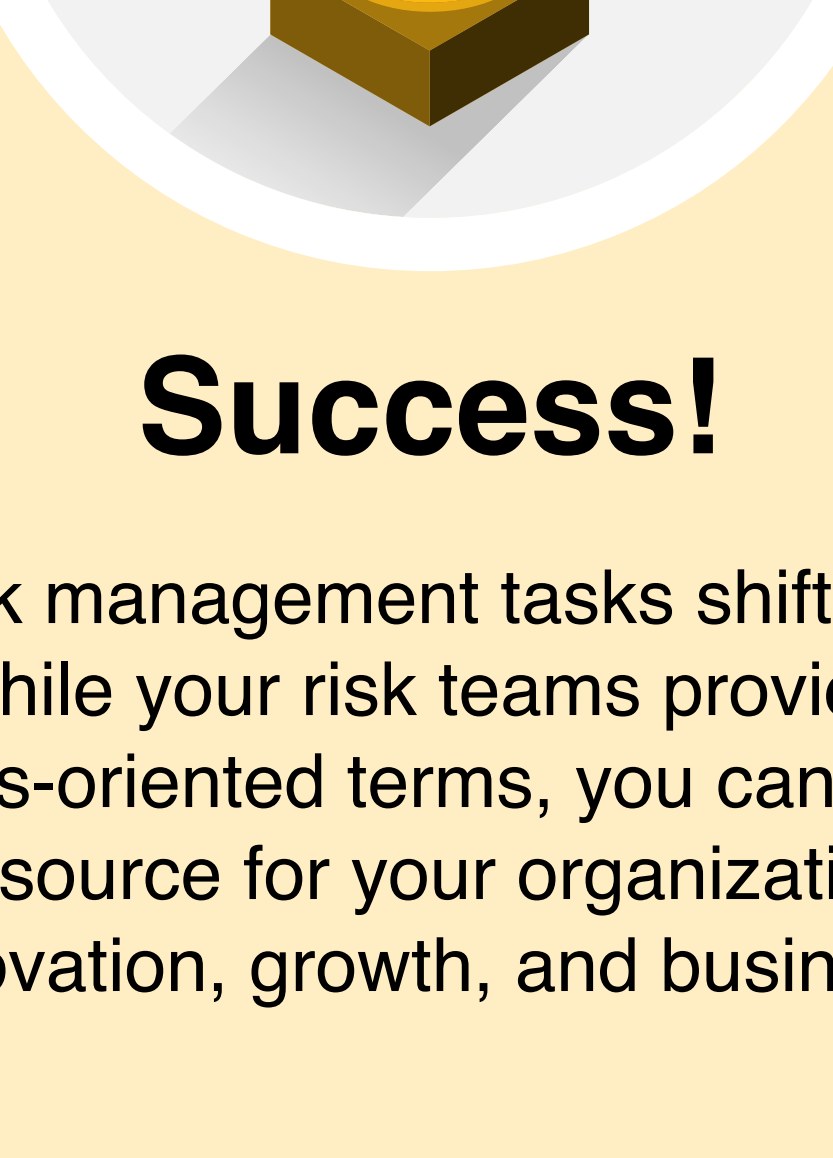 Success!
k management tasks shift
hile your risk teams provi
s-oriented terms, you can
source for your organizati
ovation, growth, and busin